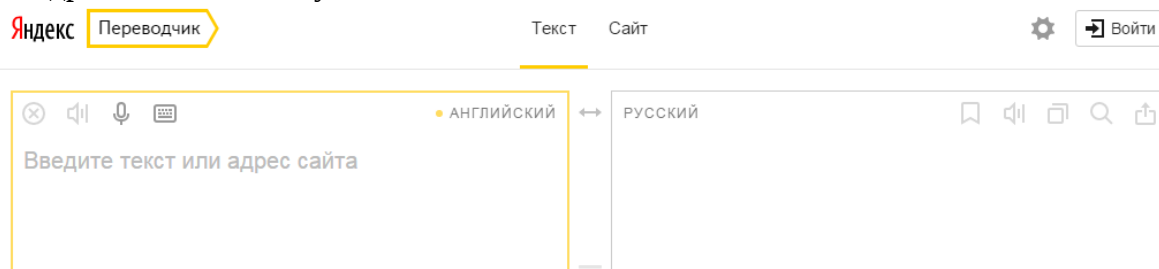 Яндекс Переводчик Текст Сайт Войти
АНГЛИЙСКИЙ РУССКИЙ
Введите текст или адрес сайта